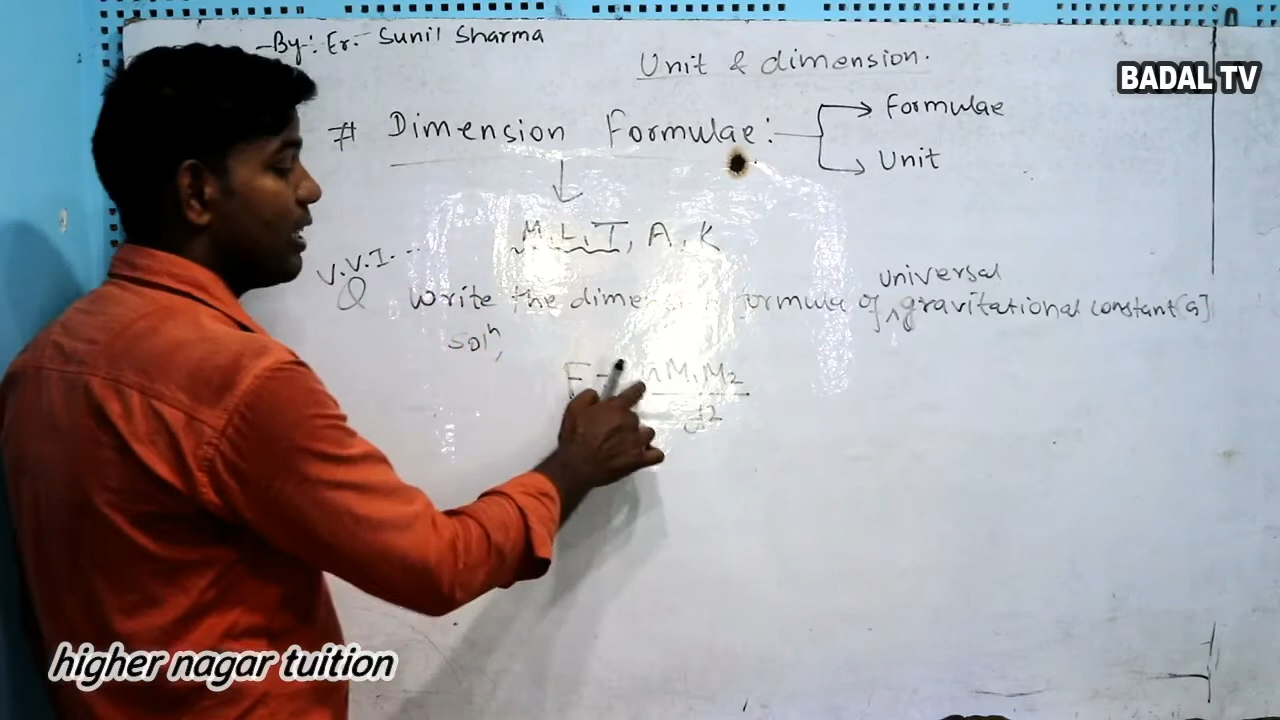 -By:. Er.- Sunil Sharma
Unit & dimension.
BADAL TV
# Dimension Formulae:
Formulae
Unit
M, L, T, A, K
V.V.I...
universal
Q Write the formula of gravitational constant[G]
soln,
F M₁M₂
d²
higher nagar tuition